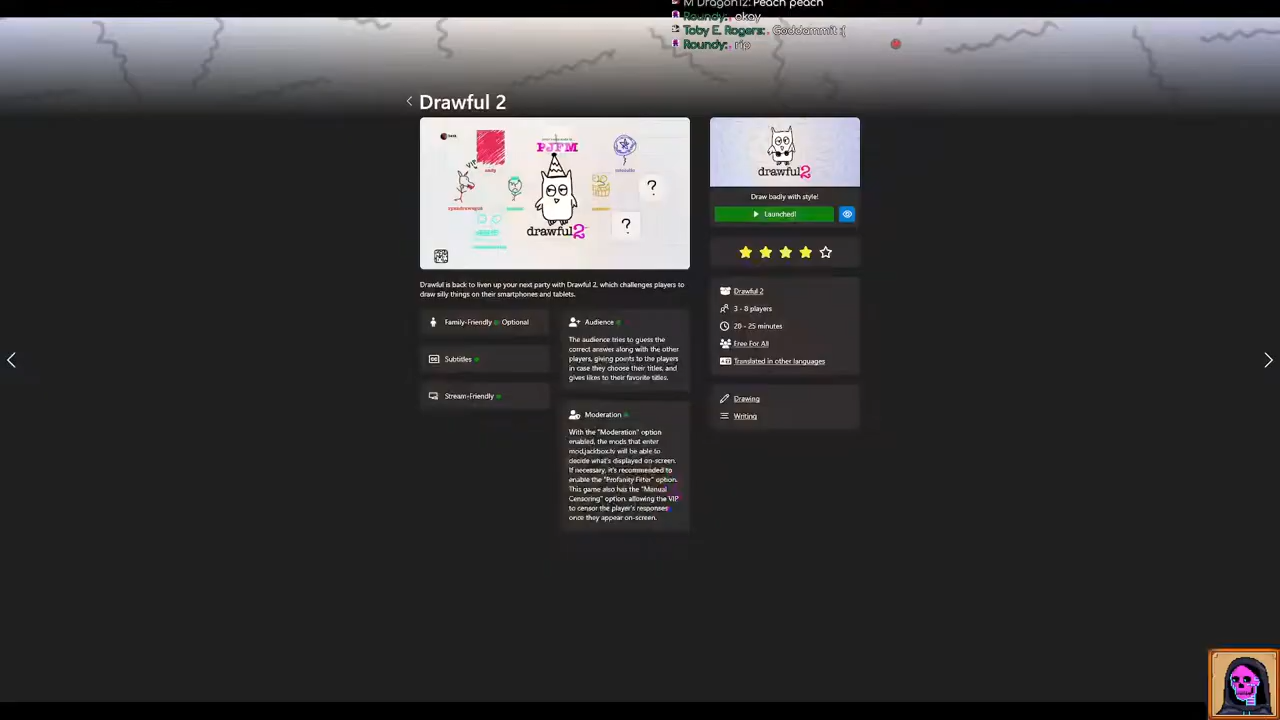 M Dragon12: Peach peach
Roundy: okay
Toby E. Rogers: Goddammit :(
Roundy: rip
Drawful 2
PJFM
VIP
andy
drawful2
?
?
Drawful is back to liven up your next party with Drawful 2, which challenges players to
draw silly things on their smartphones and tablets.
Family-Friendly Optional
Subtitles
Stream-Friendly
Audience
The audience tries to guess the
correct answer along with the other
players, giving points to the players
in case they choose their titles, and
gives likes to their favorite titles.
Moderation
With the "Moderation" option
enabled, the mods that enter
mod.jackbox.tv will be able to
decide what's displayed on-screen.
If necessary, it's recommended to
enable the "Profanity Filter" option.
This game also has the "Manual
Censoring" option, allowing the VIP
to censor the player's responses
once they appear on-screen.
drawful2
Draw badly with style!
Launched!
Drawful 2
3 - 8 players
20 - 25 minutes
Free For All
Translated in other languages
Drawing
Writing